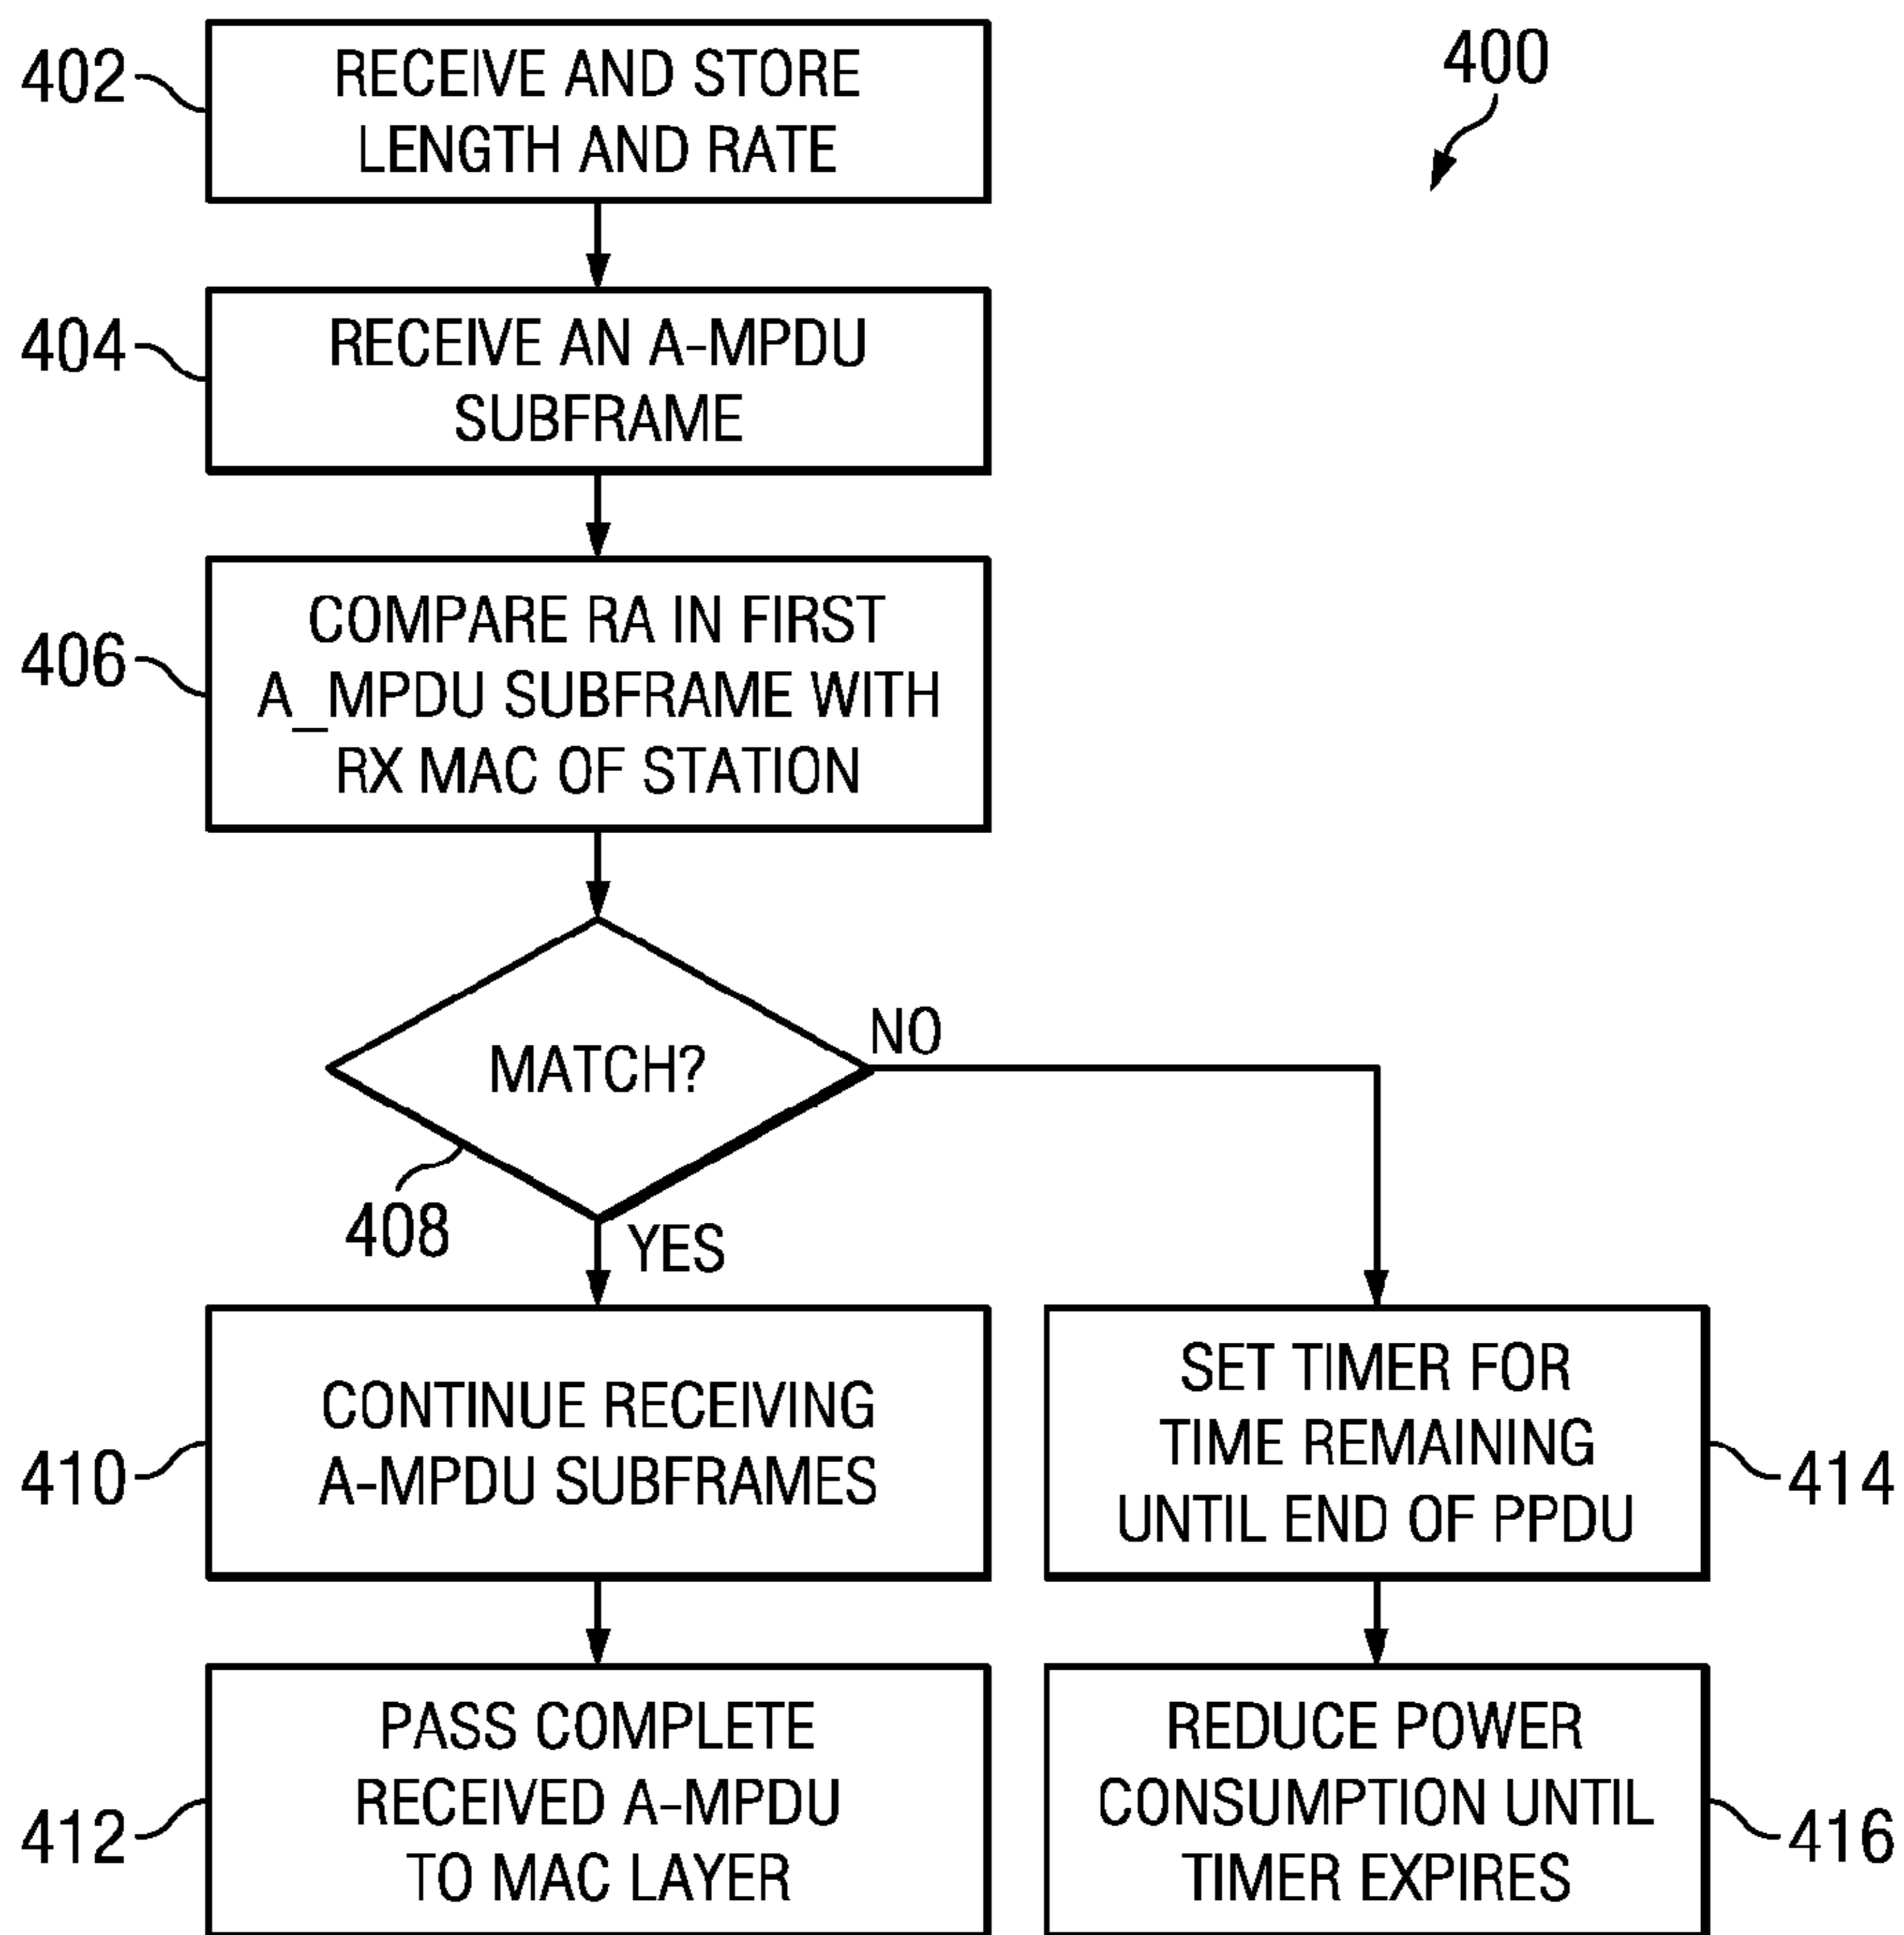 400
402
RECEIVE AND STORE
LENGTH AND RATE
404
RECEIVE AN A-MPDU
SUBFRAME
406
COMPARE RA IN FIRST
A_MPDU SUBFRAME WITH
RX MAC OF STATION
MATCH?
NO
408
YES
410
CONTINUE RECEIVING
A-MPDU SUBFRAMES
SET TIMER FOR
TIME REMAINING
UNTIL END OF PPDU
414
412
PASS COMPLETE
RECEIVED A-MPDU
TO MAC LAYER
REDUCE POWER
CONSUMPTION UNTIL
TIMER EXPIRES
416